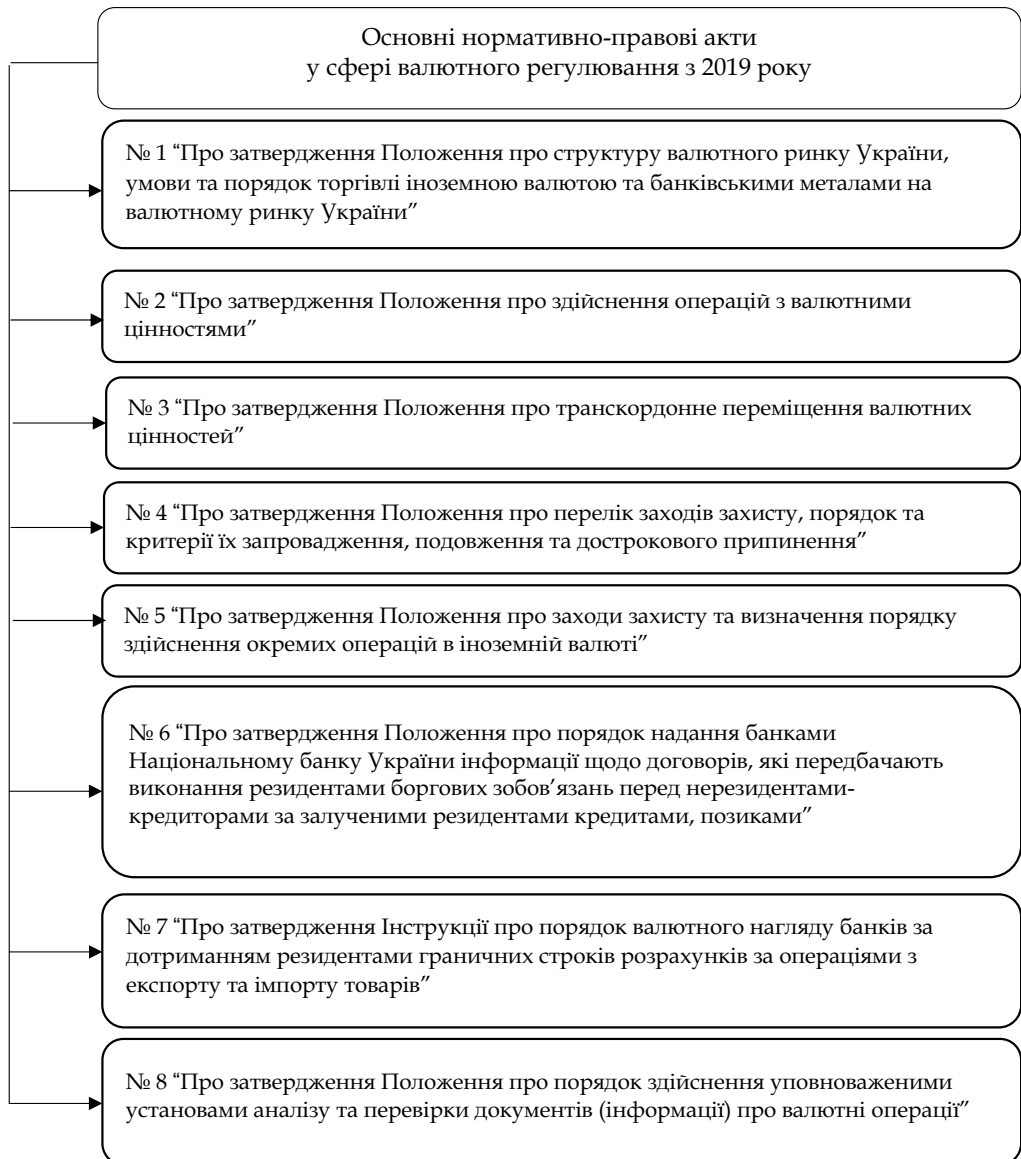 Основні нормативно-правові акти
у сфері валютного регулювання з 2019 року
№ 1 “Про затвердження Положення про структуру валютного ринку України,
умови та порядок торгівлі іноземною валютою та банківськими металами на
валютному ринку України”
№ 2 “Про затвердження Положення про здійснення операцій з валютними
цінностями”
№ 3 “Про затвердження Положення про транскордонне переміщення валютних
цінностей”
№ 4 “Про затвердження Положення про перелік заходів захисту, порядок та
критерії їх запровадження, подовження та дострокового припинення”
№ 5 “Про затвердження Положення про заходи захисту та визначення порядку
здійснення окремих операцій в іноземній валюті”
№ 6 “Про затвердження Положення про порядок надання банками
Національному банку України інформації щодо договорів, які передбачають
виконання резидентами боргових зобов’язань перед нерезидентами-
кредиторами за залученими резидентами кредитами, позиками”
№ 7 “Про затвердження Інструкції про порядок валютного нагляду банків за
дотриманням резидентами граничних строків розрахунків за операціями з
експорту та імпорту товарів”
№ 8 “Про затвердження Положення про порядок здійснення уповноваженими
установами аналізу та перевірки документів (інформації) про валютні операції”